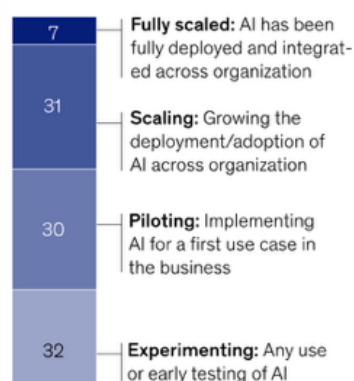 7
Fully scaled: AI has been
fully deployed and integrat-
ed across organization
31
Scaling: Growing the
deployment/adoption of
AI across organization
30
Piloting: Implementing
AI for a first use case in
the business
32
Experimenting: Any use
or early testing of AI